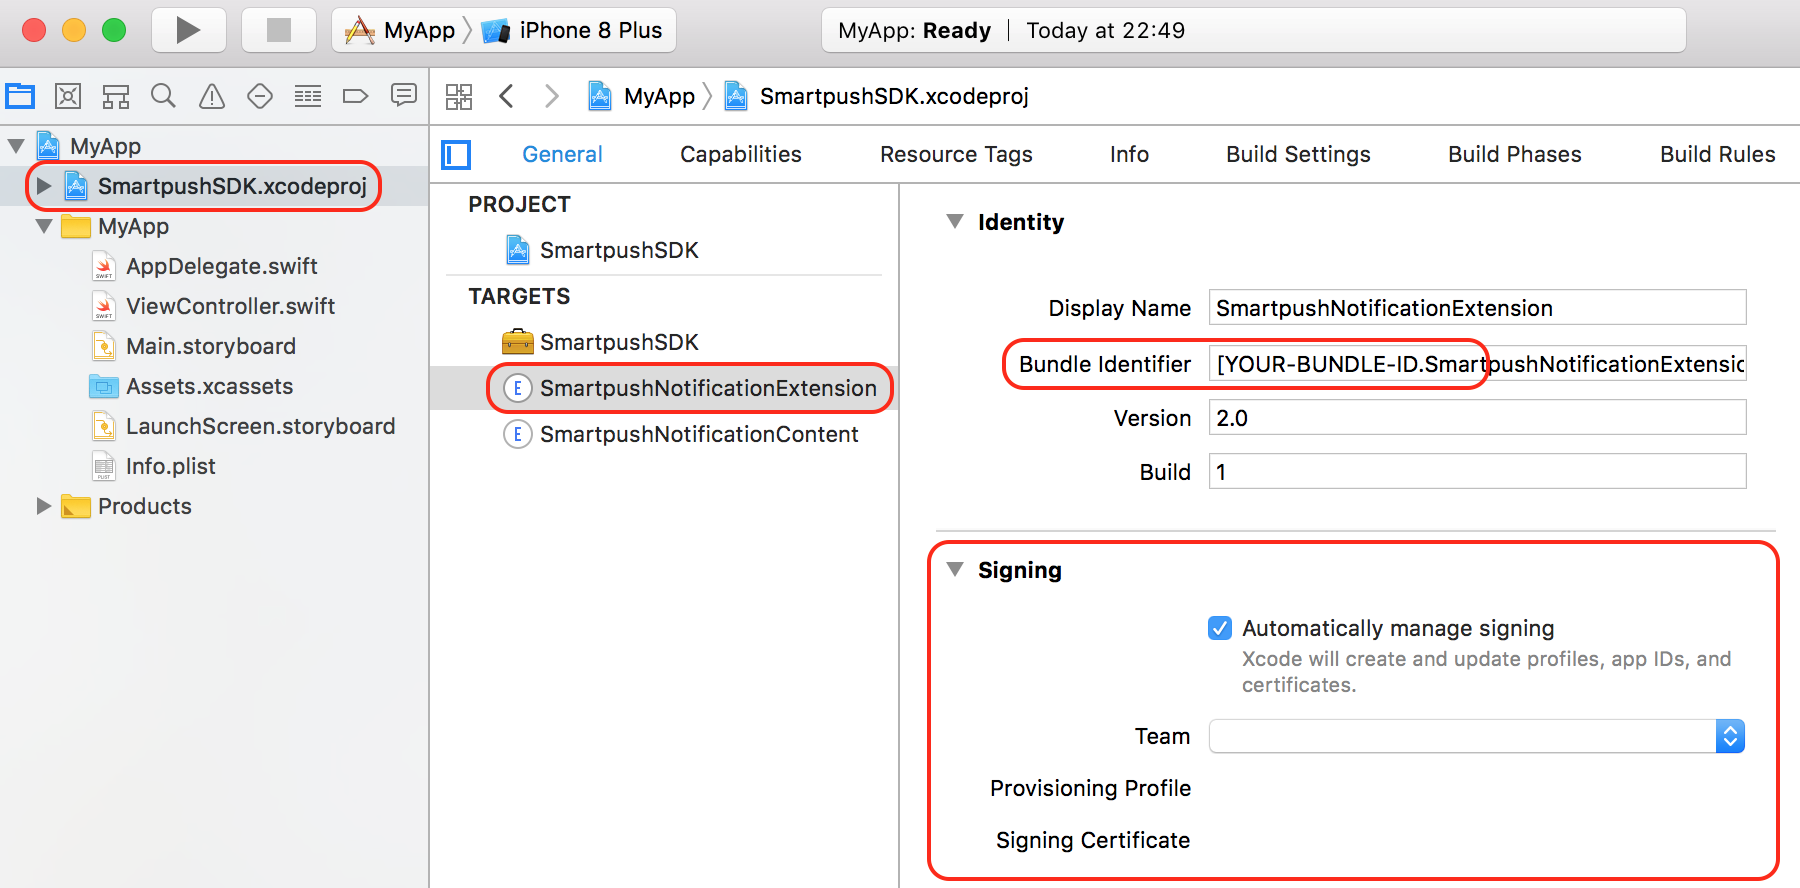 MyApp
iPhone 8 Plus
MyApp: Ready
Today at 22:49
MyApp
SmartpushSDK.xcodeproj
General
Capabilities
Resource Tags
Info
Build Settings
Build Phases
Build Rules
MyApp
SmartpushSDK.xcodeproj
MyApp
SWIFT
AppDelegate.swift
SWIFT
ViewController.swift
Main.storyboard
Assets.xcassets
LaunchScreen.storyboard
PLIST
Info.plist
Products
PROJECT
SmartpushSDK
TARGETS
SmartpushSDK
E
SmartpushNotificationExtension
E
SmartpushNotificationContent
Identity
Display Name
SmartpushNotificationExtension
Bundle Identifier
[YOUR-BUNDLE-ID.SmartpushNotificationExtensic
Version
2.0
Build
1
Signing
Automatically manage signing
Xcode will create and update profiles, app IDs, and
certificates.
Team
Provisioning Profile
Signing Certificate